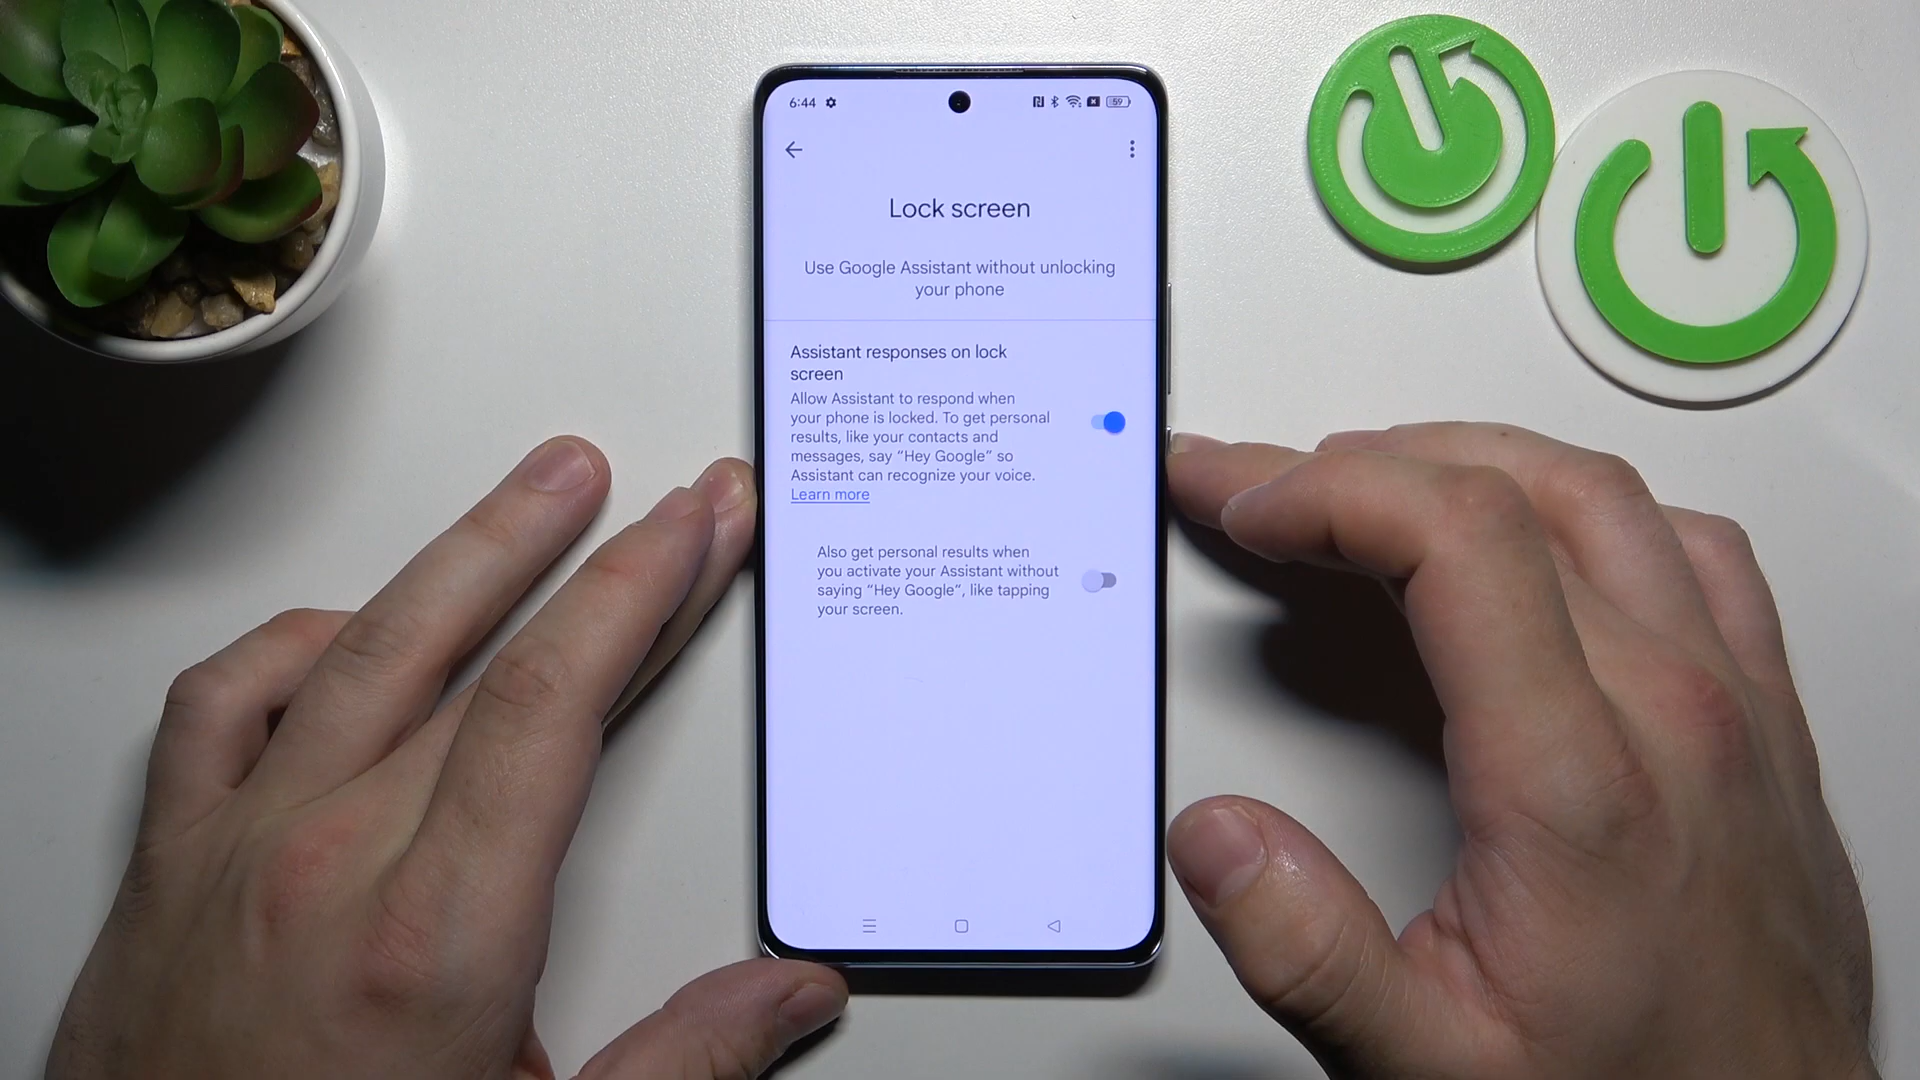 6:44
59
Lock screen
Use Google Assistant without unlocking
your phone
Assistant responses on lock
screen
Allow Assistant to respond when
your phone is locked. To get personal
results, like your contacts and
messages, say “Hey Google” so
Assistant can recognize your voice.
Learn more
Also get personal results when
you activate your Assistant without
saying “Hey Google”, like tapping
your screen.